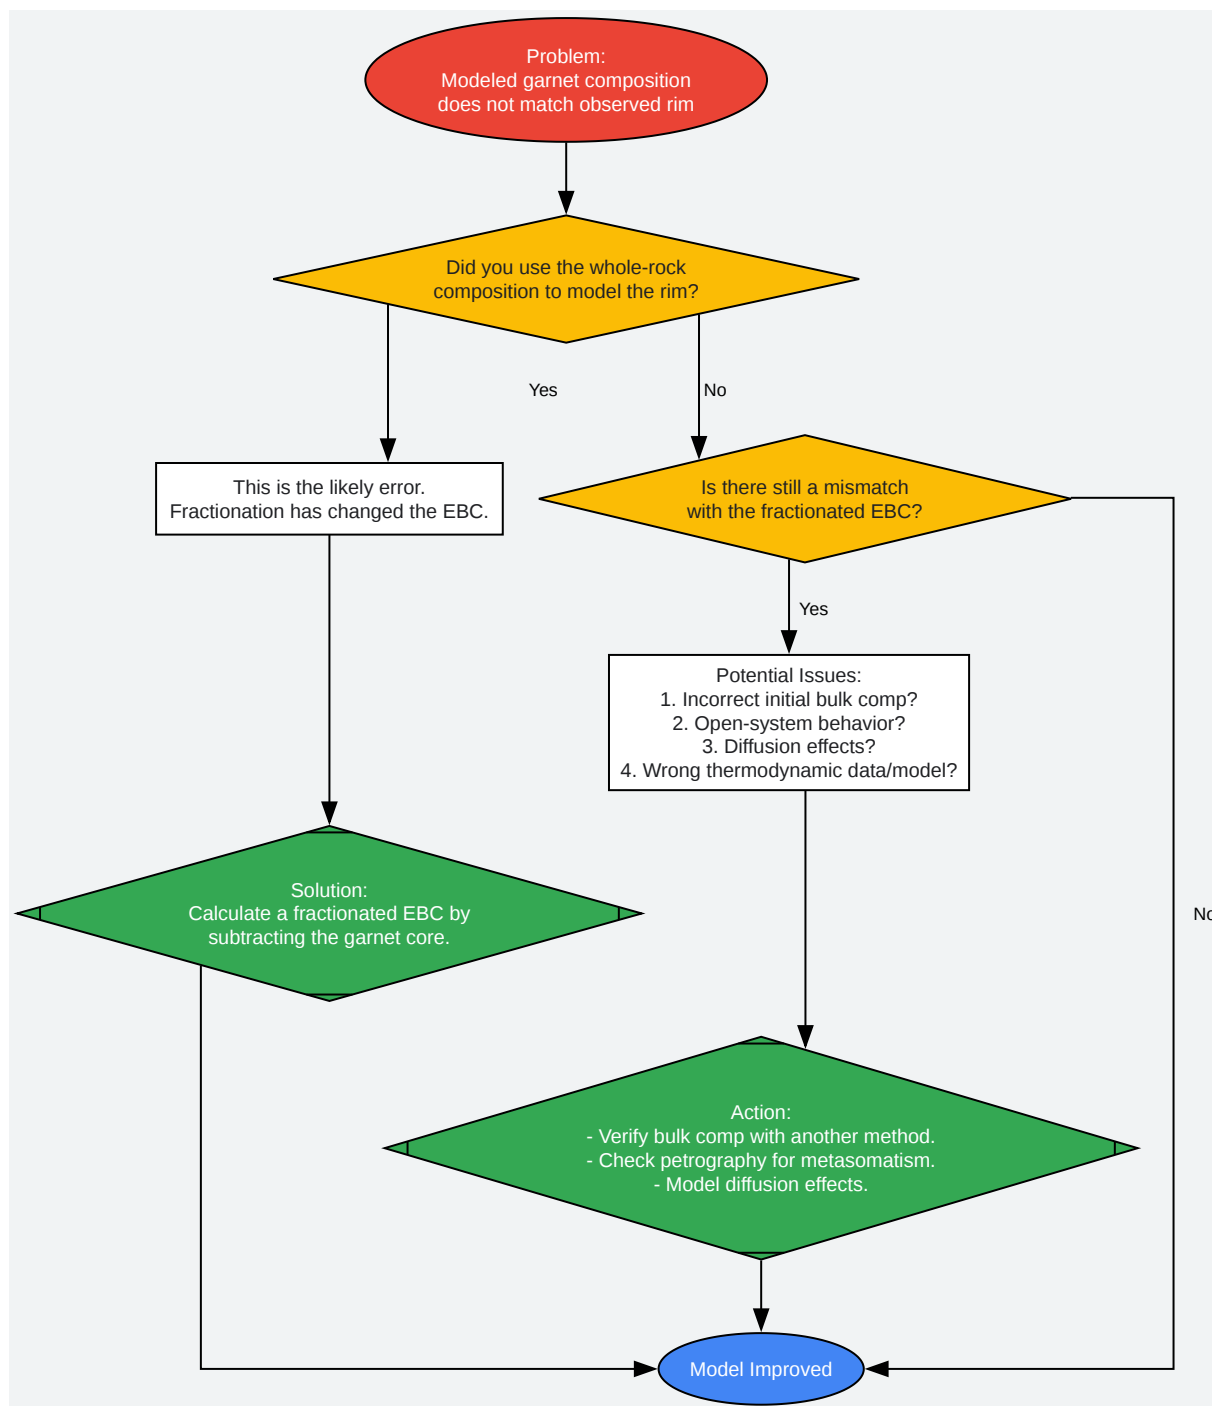 Problem:
Modeled garnet composition
does not match observed rim
Did you use the whole-rock
composition to model the rim?
Yes
No
This is the likely error.
Fractionation has changed the EBC.
Is there still a mismatch
with the fractionated EBC?
Yes
Potential Issues:
1. Incorrect initial bulk comp?
2. Open-system behavior?
3. Diffusion effects?
4. Wrong thermodynamic data/model?
Solution:
Calculate a fractionated EBC by
subtracting the garnet core.
No
Action:
- Verify bulk comp with another method.
- Check petrography for metasomatism.
- Model diffusion effects.
Model Improved